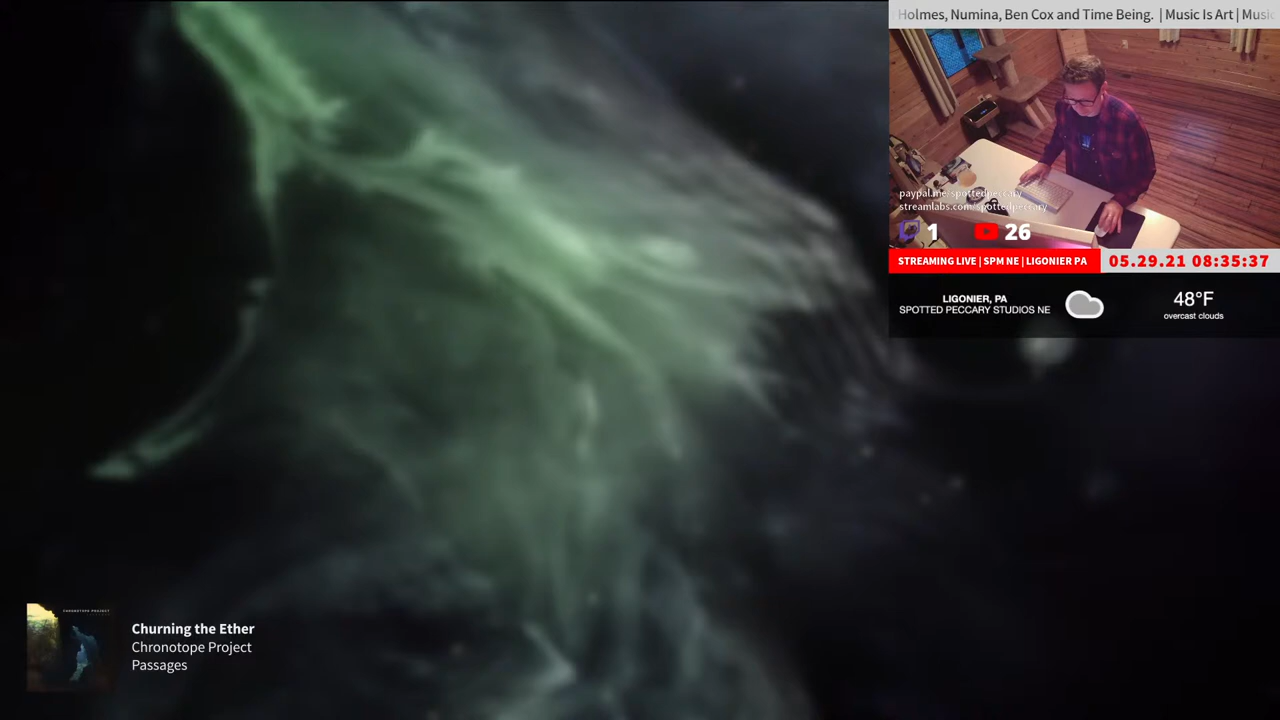 Holmes, Numina, Ben Cox and Time Being. | Music Is Art | Music
paypal.me/spottedpeccary
streamlabs.com/spottedpeccary
1 26
STREAMING LIVE | SPM NE | LIGONIER PA 05.29.21 08:35:37
LIGONIER, PA
SPOTTED PECCARY STUDIOS NE
48°F
overcast clouds
CHRONOTOPE PROJECT
Churning the Ether
Chronotope Project
Passages